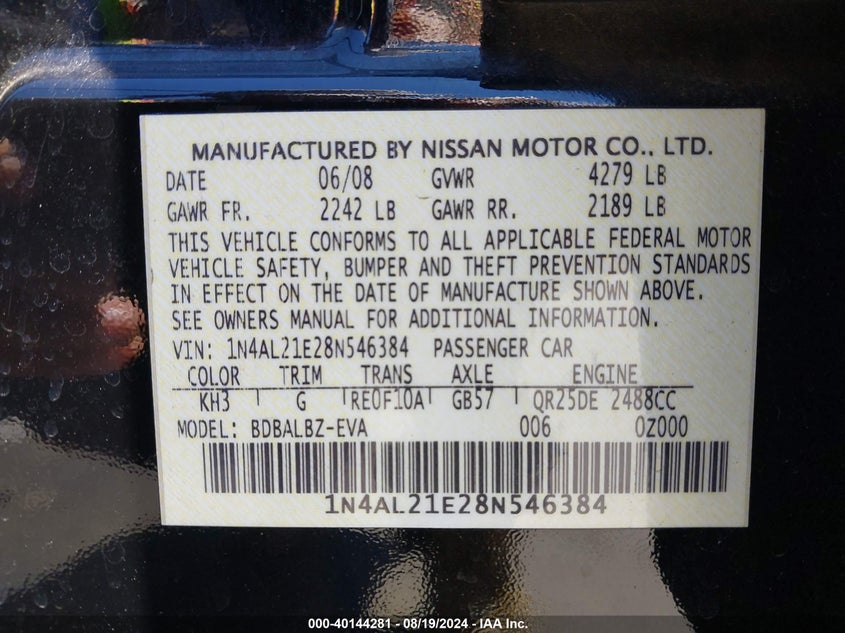 MANUFACTURED BY NISSAN MOTOR CO., LTD.
DATE 06/08 GVWR 4279 LB
GAWR FR. 2242 LB GAWR RR. 2189 LB
THIS VEHICLE CONFORMS TO ALL APPLICABLE FEDERAL MOTOR
VEHICLE SAFETY, BUMPER AND THEFT PREVENTION STANDARDS
IN EFFECT ON THE DATE OF MANUFACTURE SHOWN ABOVE.
SEE OWNERS MANUAL FOR ADDITIONAL INFORMATION.
VIN: 1N4AL21E28N546384 PASSENGER CAR
COLOR TRIM TRANS AXLE ENGINE
KH3 G RE0F10A GB57 QR25DE 2488CC
MODEL: BDBALBZ-EVA 006 0Z000
1N4AL21E28N546384
000-40144281 - 08/19/2024 - IAA Inc.